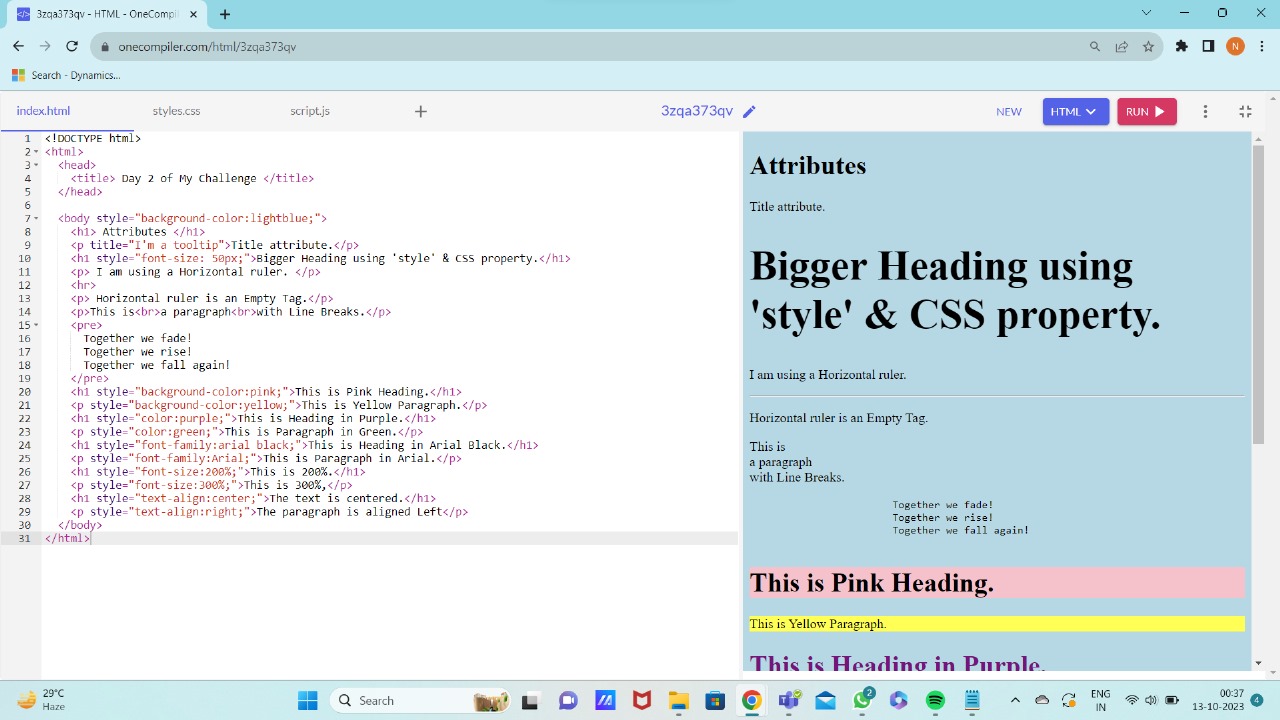 3zqa373qv - HTML - OneCompil
onecompiler.com/html/3zqa373qv
N
Search - Dynamics...
index.html
styles.css
script.js
3zqa373qv
NEW
HTML
RUN
1 <!DOCTYPE html>
2 <html>
3   <head>
4     <title> Day 2 of My Challenge </title>
5   </head>
6
7   <body style="background-color:lightblue;">
8     <h1> Attributes </h1>
9     <p title="I'm a tooltip">Title attribute.</p>
10     <h1 style="font-size: 50px;">Bigger Heading using 'style' & CSS property.</h1>
11     <p> I am using a Horizontal ruler. </p>
12     <hr>
13     <p> Horizontal ruler is an Empty Tag.</p>
14     <p>This is<br>a paragraph<br>with Line Breaks.</p>
15     <pre>
16       Together we fade!
17       Together we rise!
18       Together we fall again!
19     </pre>
20     <h1 style="background-color:pink;">This is Pink Heading.</h1>
21     <p style="background-color:yellow;">This is Yellow Paragraph.</p>
22     <h1 style="color:purple;">This is Heading in Purple.</h1>
23     <p style="color:green;">This is Paragraph in Green.</p>
24     <h1 style="font-family:arial black;">This is Heading in Arial Black.</h1>
25     <p style="font-family:Arial;">This is Paragraph in Arial.</p>
26     <h1 style="font-size:200%;">This is 200%.</h1>
27     <p style="font-size:300%;">This is 300%,</p>
28     <h1 style="text-align:center;">The text is centered.</h1>
29     <p style="text-align:right;">The paragraph is aligned Left</p>
30   </body>
31 </html>
Attributes
Title attribute.
Bigger Heading using
'style' & CSS property.
I am using a Horizontal ruler.
Horizontal ruler is an Empty Tag.
This is
a paragraph
with Line Breaks.
Together we fade!
Together we rise!
Together we fall again!
This is Pink Heading.
This is Yellow Paragraph.
This is Heading in Purple.
29°C
Haze
Search
2
ENG
IN
00:37
13-10-2023
4